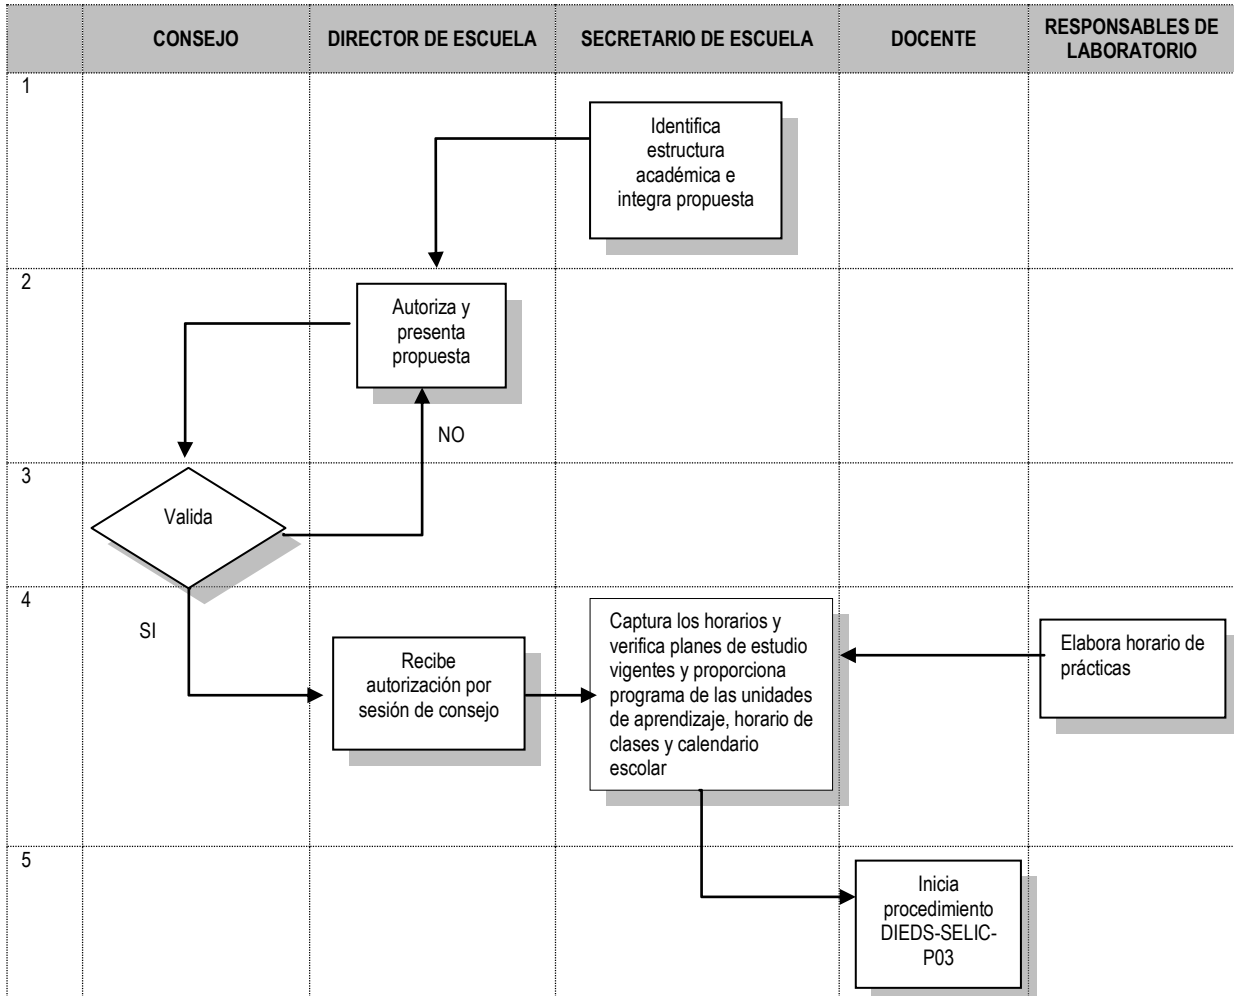 CONSEJO
DIRECTOR DE ESCUELA
SECRETARIO DE ESCUELA
DOCENTE
RESPONSABLES DE
LABORATORIO
1
Identifica
estructura
académica e
integra propuesta
2
Autoriza y
presenta
propuesta
NO
3
Valida
4
SI
Recibe
autorización por
sesión de consejo
Captura los horarios y
verifica planes de estudio
vigentes y proporciona
programa de las unidades
de aprendizaje, horario de
clases y calendario
escolar
Elabora horario de
prácticas
5
Inicia
procedimiento
DIEDS-SELIC-
P03